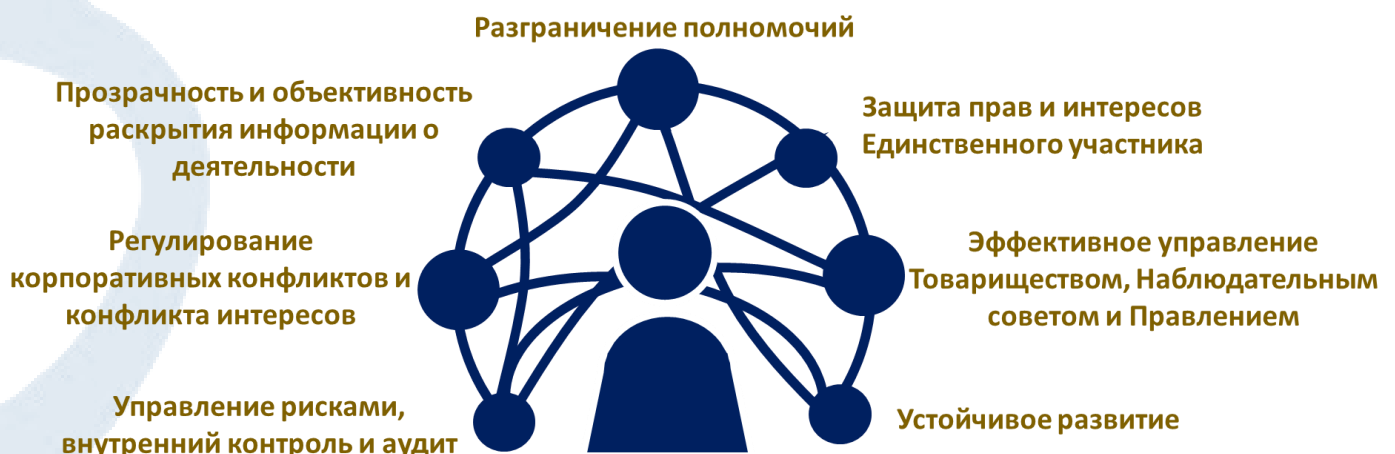 Разграничение полномочий
Прозрачность и объективность
раскрытия информации о
деятельности
Защита прав и интересов
Единственного участника
Регулирование
корпоративных конфликтов и
конфликта интересов
Эффективное управление
Товариществом, Наблюдательным
советом и Правлением
Управление рисками,
внутренний контроль и аудит
Устойчивое развитие